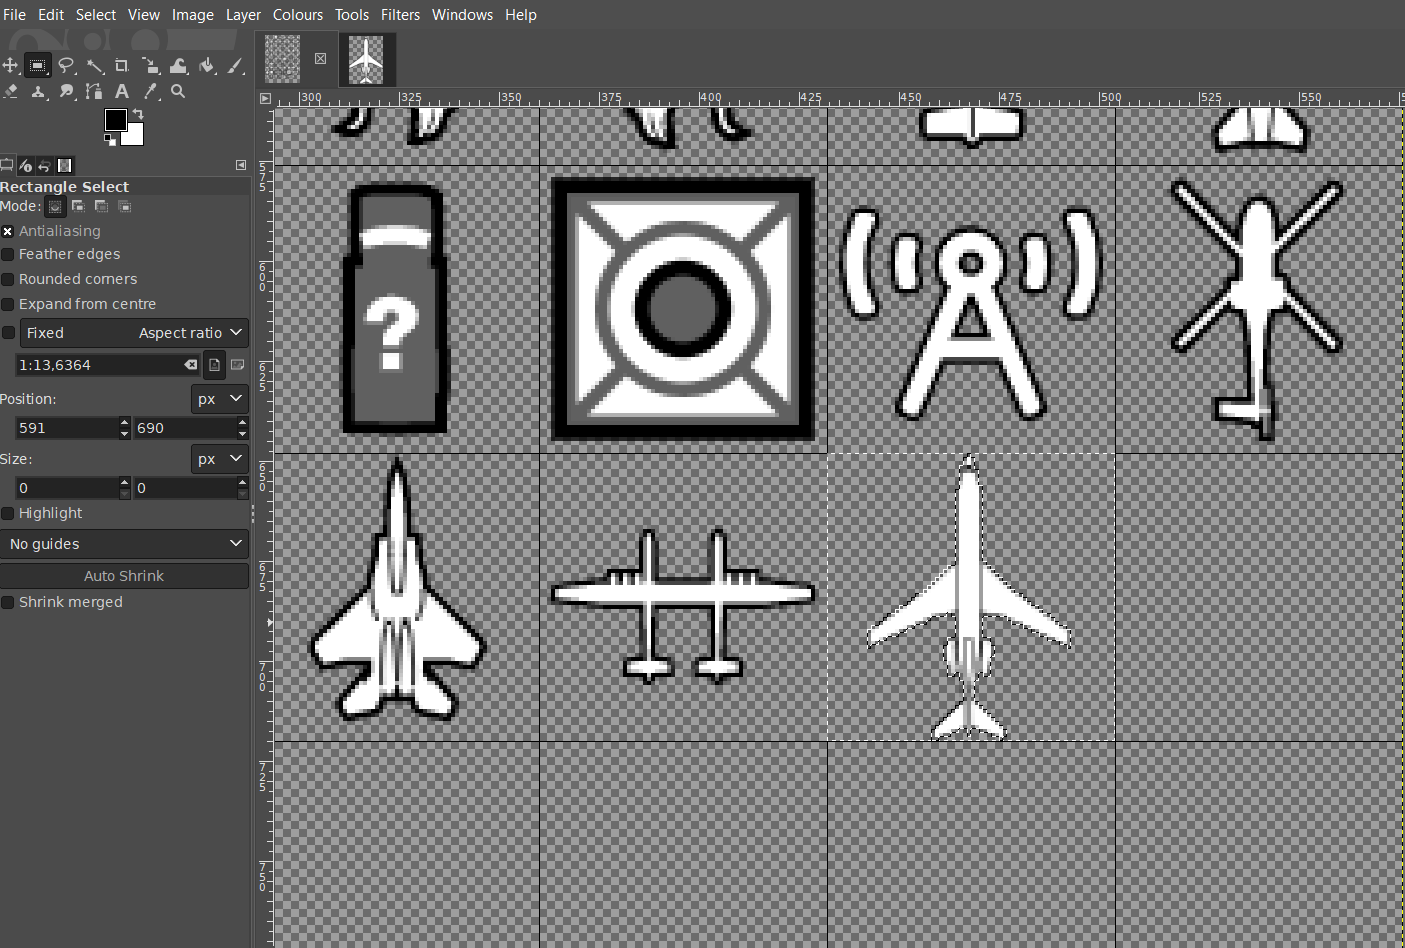 File Edit Select View Image Layer Colours Tools Filters Windows Help
300 325 350 375 400 425 450 475 500 525 550
Rectangle Select
Mode:
Antialiasing
Feather edges
Rounded corners
Expand from centre
Fixed Aspect ratio
1:13,6364
Position: px
591 690
Size: px
0 0
Highlight
No guides
Auto Shrink
Shrink merged
575
600
625
650
675
700
725
750
?
A